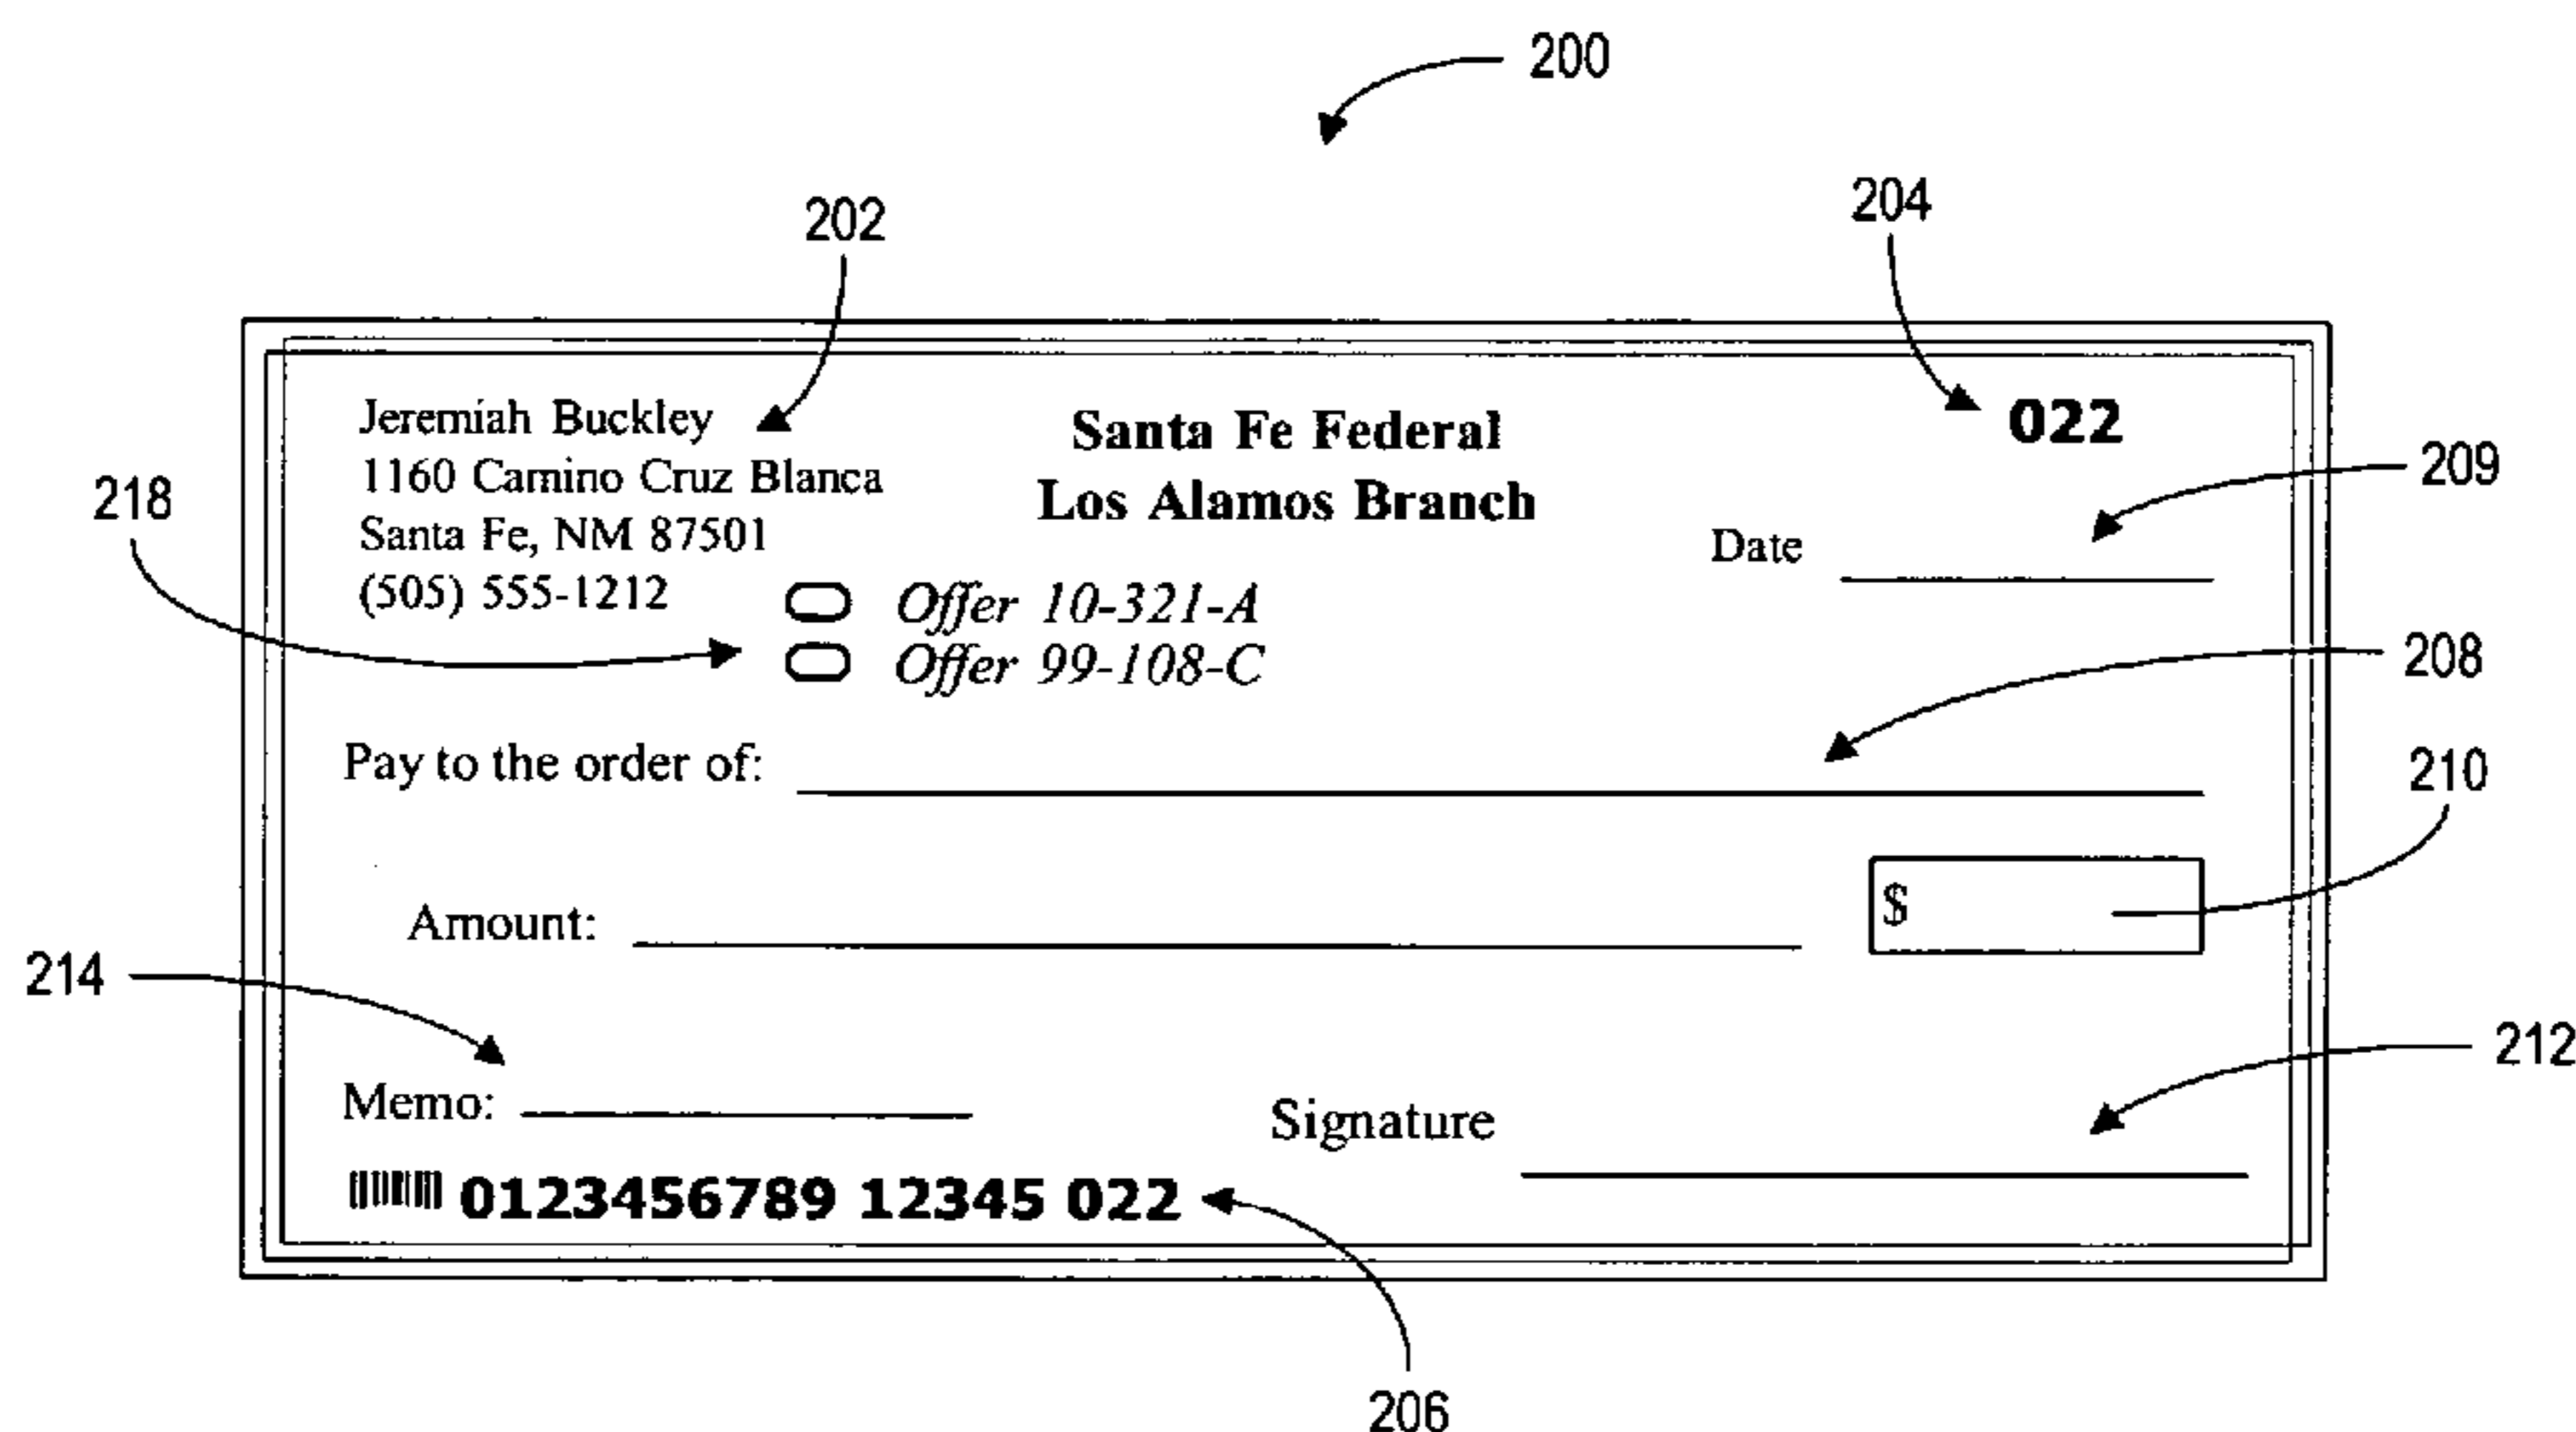 200
202
204
Jeremiah Buckley
1160 Camino Cruz Blanca
Santa Fe, NM 87501
(505) 555-1212
Santa Fe Federal
Los Alamos Branch
022
209
218
Date
Offer 10-321-A
Offer 99-108-C
208
Pay to the order of:
210
Amount:
$
214
212
Memo:
Signature
0123456789 12345 022
206